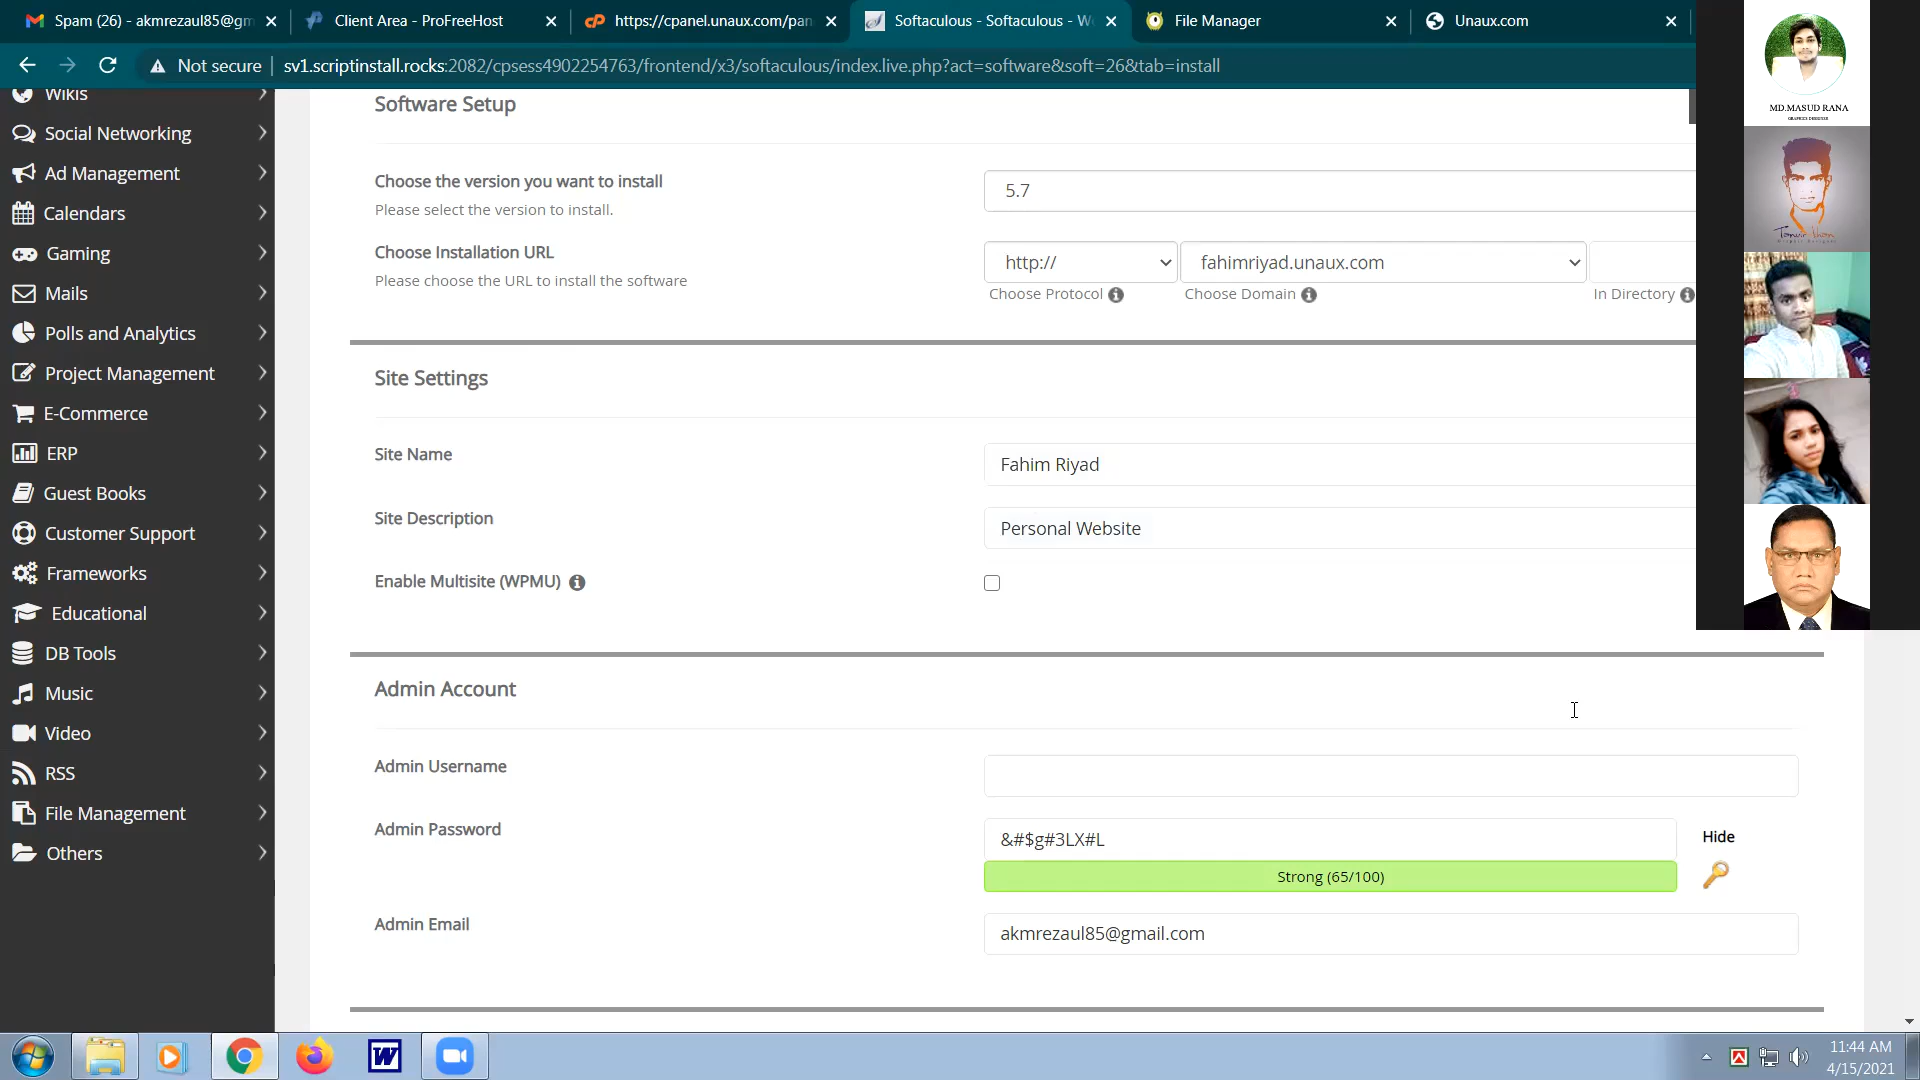 Spam (26) - akmrezaul85@gm
Client Area - ProFreeHost
https://cpanel.unaux.com/pan
Softaculous - Softaculous - Wo
File Manager
Unaux.com
Not secure
sv1.scriptinstall.rocks:2082/cpsess4902254763/frontend/x3/softaculous/index.live.php?act=software&soft=26&tab=install
Wikis
Social Networking
Ad Management
Calendars
Gaming
Mails
Polls and Analytics
Project Management
E-Commerce
ERP
Guest Books
Customer Support
Frameworks
Educational
DB Tools
Music
Video
RSS
File Management
Others
Software Setup
Choose the version you want to install
Please select the version to install.
5.7
Choose Installation URL
Please choose the URL to install the software
http://
fahimriyad.unaux.com
Choose Protocol
Choose Domain
In Directory
Site Settings
Site Name
Fahim Riyad
Site Description
Personal Website
Enable Multisite (WPMU)
Admin Account
Admin Username
Admin Password
&#$g#3LX#L
Hide
Strong (65/100)
Admin Email
akmrezaul85@gmail.com
MD.MASUD RANA
GRAPHICS DESIGNER
11:44 AM
4/15/2021